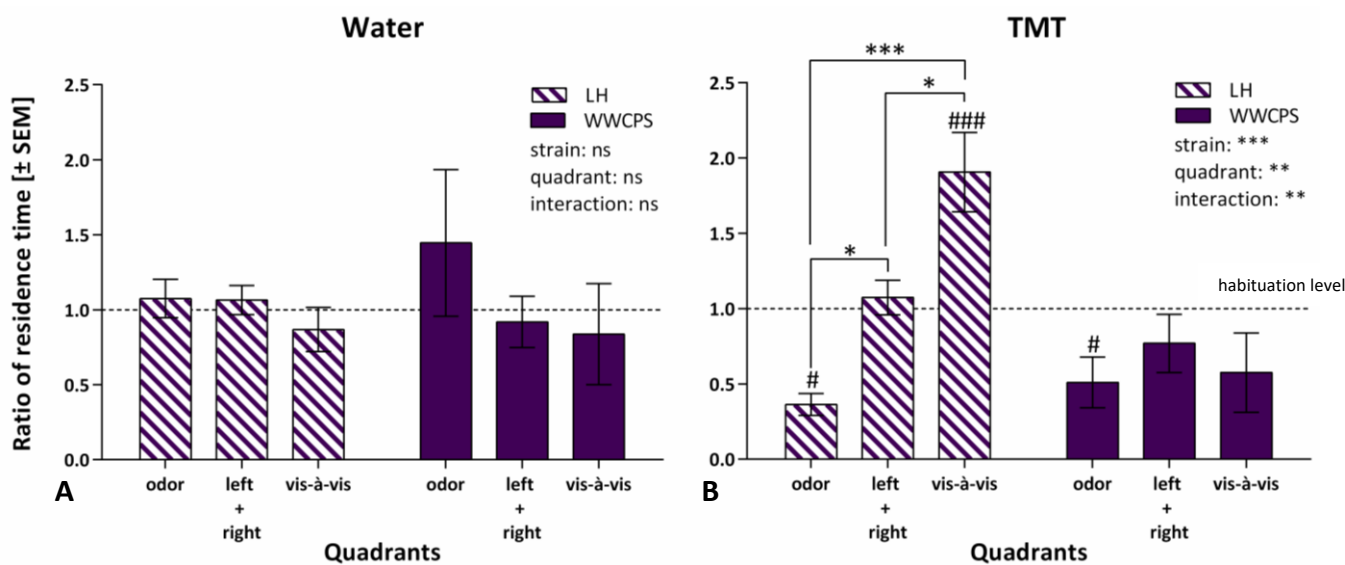 Water
TMT
Ratio of residence time [± SEM]
2.5
2.0
1.5
1.0
0.5
0.0
LH
WWCPS
strain: ns
quadrant: ns
interaction: ns
odor
left
+
right
vis-à-vis
odor
left
+
right
vis-à-vis
Quadrants
A
2.5
2.0
1.5
1.0
0.5
0.0
***
*
###
*
#
#
LH
WWCPS
strain: ***
quadrant: **
interaction: **
habituation level
odor
left
+
right
vis-à-vis
odor
left
+
right
vis-à-vis
Quadrants
B